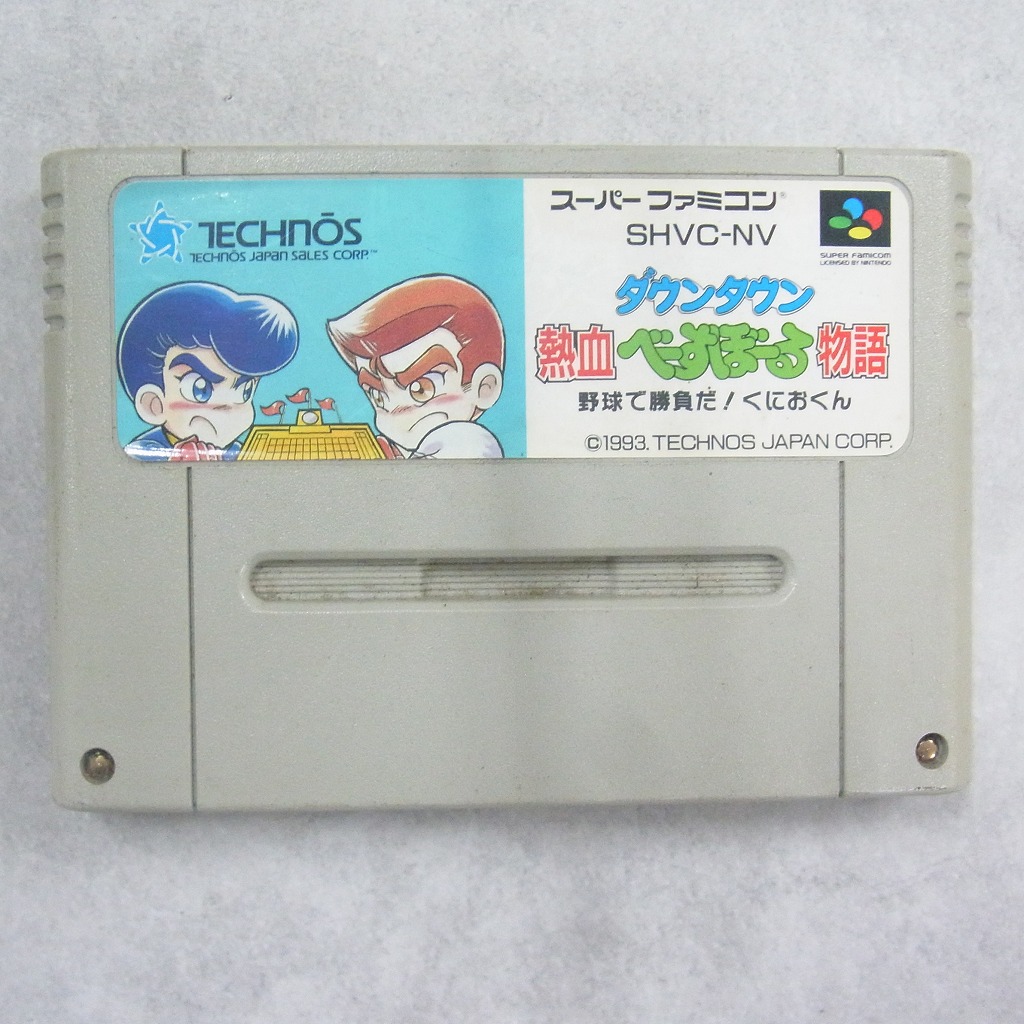 TECHNŌS
TECHNŌS JAPAN SALES CORP.™
スーパーファミコン®
SHVC-NV
SUPER FAMICOM
LICENSED BY NINTENDO
ダウンタウン
熱血べーすぼーる物語
野球で勝負だ!くにおくん
©1993. TECHNOS JAPAN CORP.